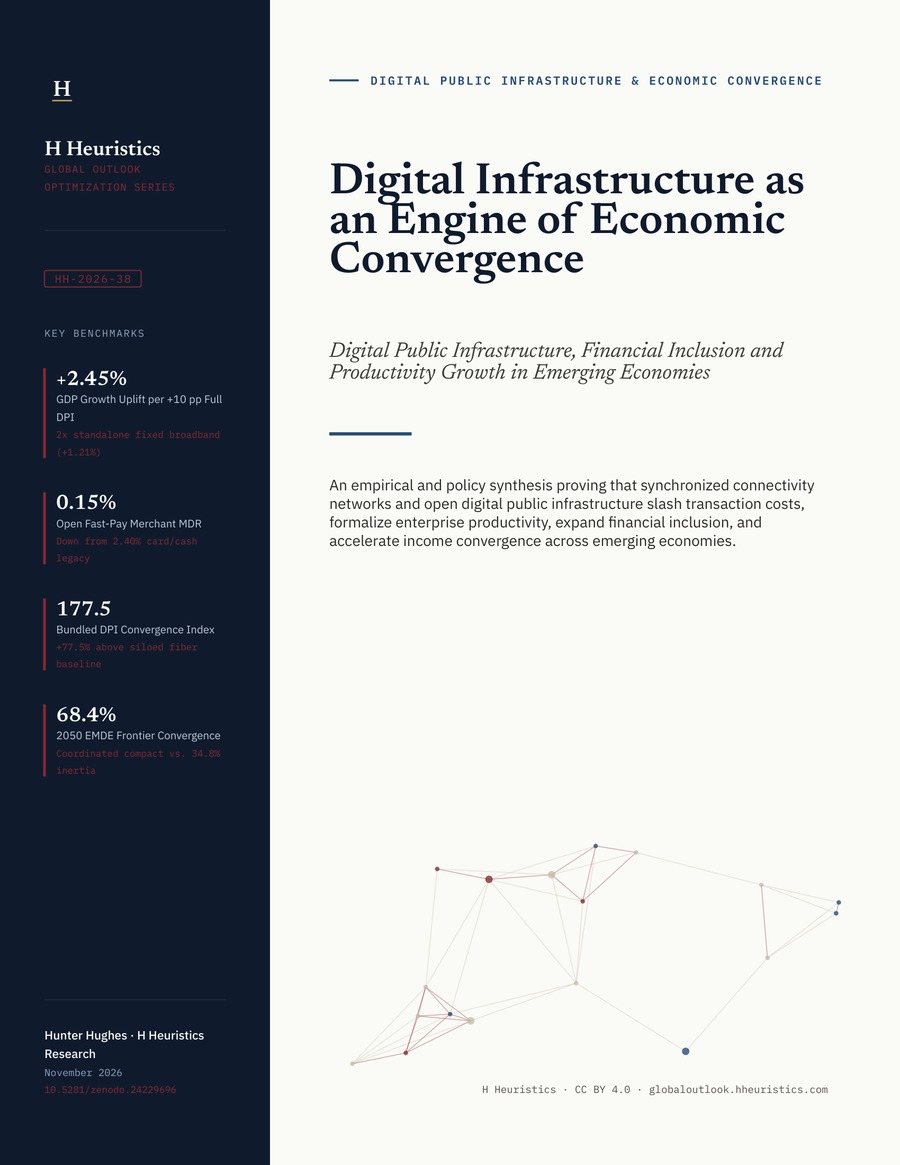 H
H Heuristics
GLOBAL OUTLOOK
OPTIMIZATION SERIES
HH-2026-38
KEY BENCHMARKS
+2.45%
GDP Growth Uplift per +10 pp Full
DPI
2x standalone fixed broadband
(+1.21%)
0.15%
Open Fast-Pay Merchant MDR
Down from 2.40% card/cash
legacy
177.5
Bundled DPI Convergence Index
+77.5% above siloed fiber
baseline
68.4%
2050 EMDE Frontier Convergence
Coordinated compact vs. 34.8%
inertia
Hunter Hughes · H Heuristics
Research
November 2026
10.5281/zenodo.24229696
DIGITAL PUBLIC INFRASTRUCTURE & ECONOMIC CONVERGENCE
Digital Infrastructure as
an Engine of Economic
Convergence
Digital Public Infrastructure, Financial Inclusion and
Productivity Growth in Emerging Economies
An empirical and policy synthesis proving that synchronized connectivity
networks and open digital public infrastructure slash transaction costs,
formalize enterprise productivity, expand financial inclusion, and
accelerate income convergence across emerging economies.
H Heuristics · CC BY 4.0 · globaloutlook.hheuristics.com